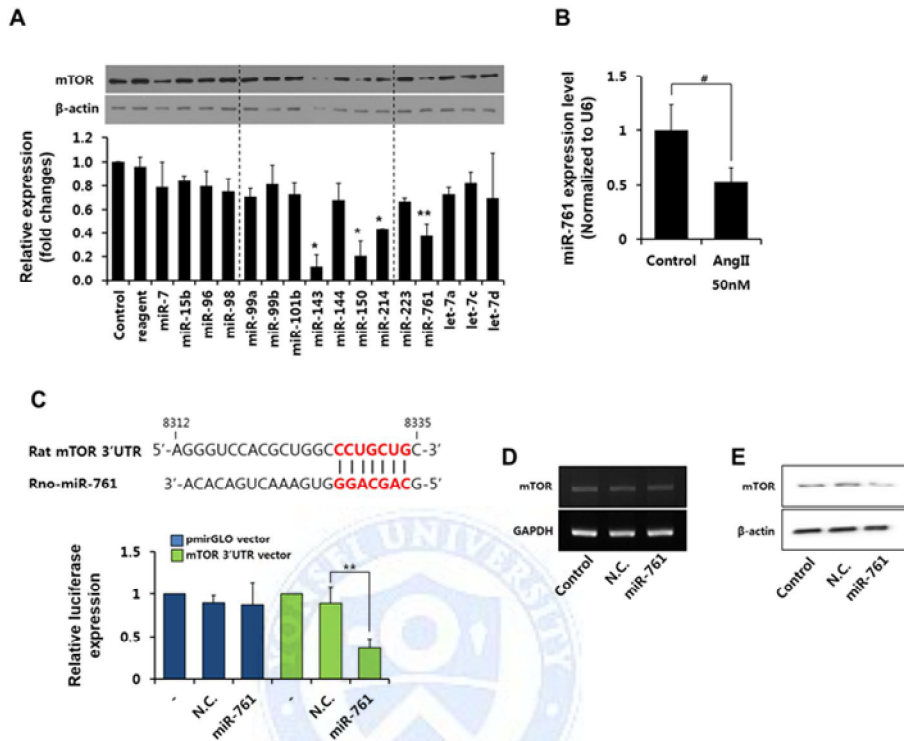 A
mTOR
β-actin
Relative expression
(fold changes)
1.2
1.0
0.8
0.6
0.4
0.2
0.0
*
*
*
**
Control
reagent
miR-7
miR-15b
miR-96
miR-98
miR-99a
miR-99b
miR-101b
miR-143
miR-144
miR-150
miR-214
miR-223
miR-761
let-7a
let-7c
let-7d
B
miR-761 expression level
(Normalized to U6)
1.5
1
0.5
0
#
Control
AngII
50nM
C
8312 8335
Rat mTOR 3'UTR 5'-AGGGUCCACGCUGGCCCUGCUGC-3'
Rno-miR-761 3'-ACACAGUCAAAGUGGGACGACG-5'
pmirGLO vector
mTOR 3'UTR vector
Relative luciferase
expression
1.5
1
0.5
0
**
-
N.C.
miR-761
-
N.C.
miR-761
D
mTOR
GAPDH
Control
N.C.
miR-761
E
mTOR
β-actin
Control
N.C.
miR-761
YONSEI UNIVERSITY